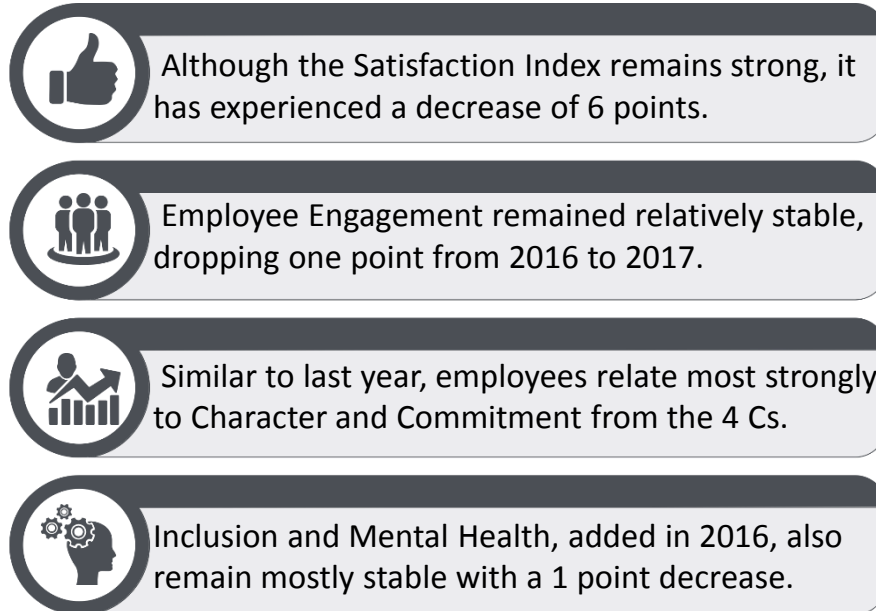 Although the Satisfaction Index remains strong, it
has experienced a decrease of 6 points.
Employee Engagement remained relatively stable,
dropping one point from 2016 to 2017.
Similar to last year, employees relate most strongly
to Character and Commitment from the 4 Cs.
Inclusion and Mental Health, added in 2016, also
remain mostly stable with a 1 point decrease.